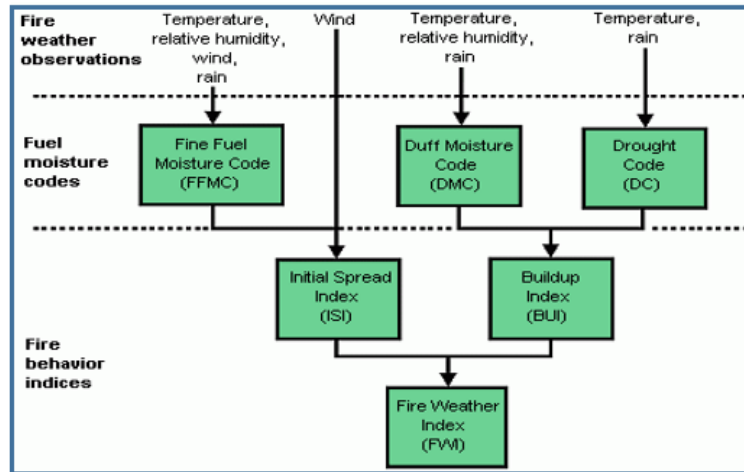 Fire
weather
observations
Temperature,
relative humidity,
wind,
rain
Wind
Temperature,
relative humidity,
rain
Temperature,
rain
Fuel
moisture
codes
Fine Fuel
Moisture Code
(FFMC)
Duff Moisture
Code
(DMC)
Drought
Code
(DC)
Fire
behavior
indices
Initial Spread
Index
(ISI)
Buildup
Index
(BUI)
Fire Weather
Index
(FWI)